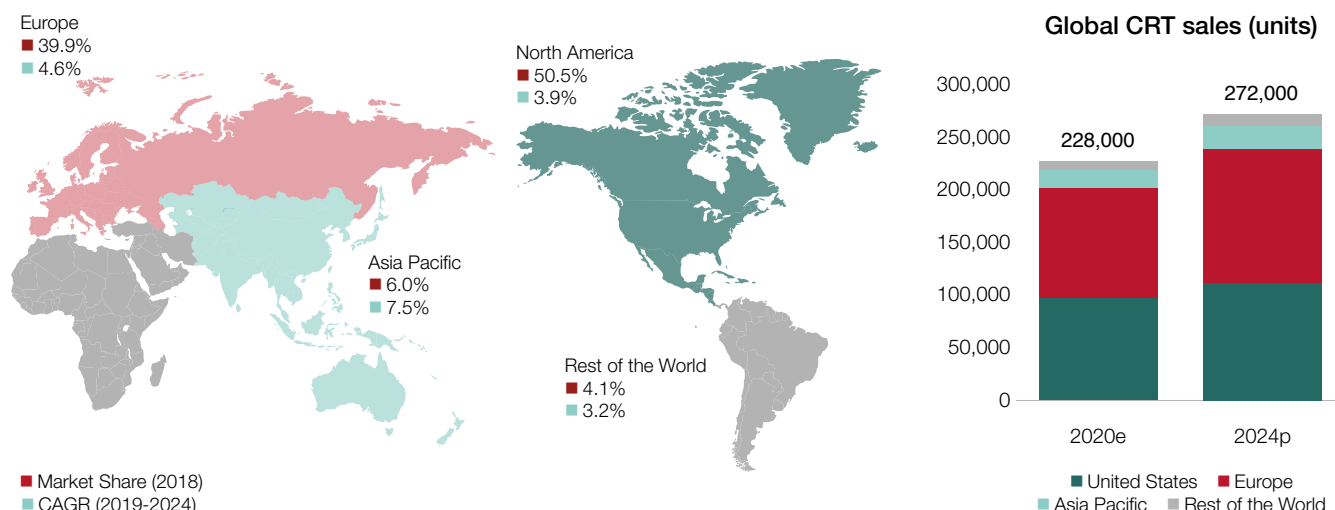 Europe
39.9%
4.6%
North America
50.5%
3.9%
Asia Pacific
6.0%
7.5%
Rest of the World
4.1%
3.2%
Market Share (2018)
CAGR (2019-2024)
Global CRT sales (units)
300,000
250,000
200,000
150,000
100,000
50,000
0
228,000
272,000
2020e
2024p
United States
Europe
Asia Pacific
Rest of the World